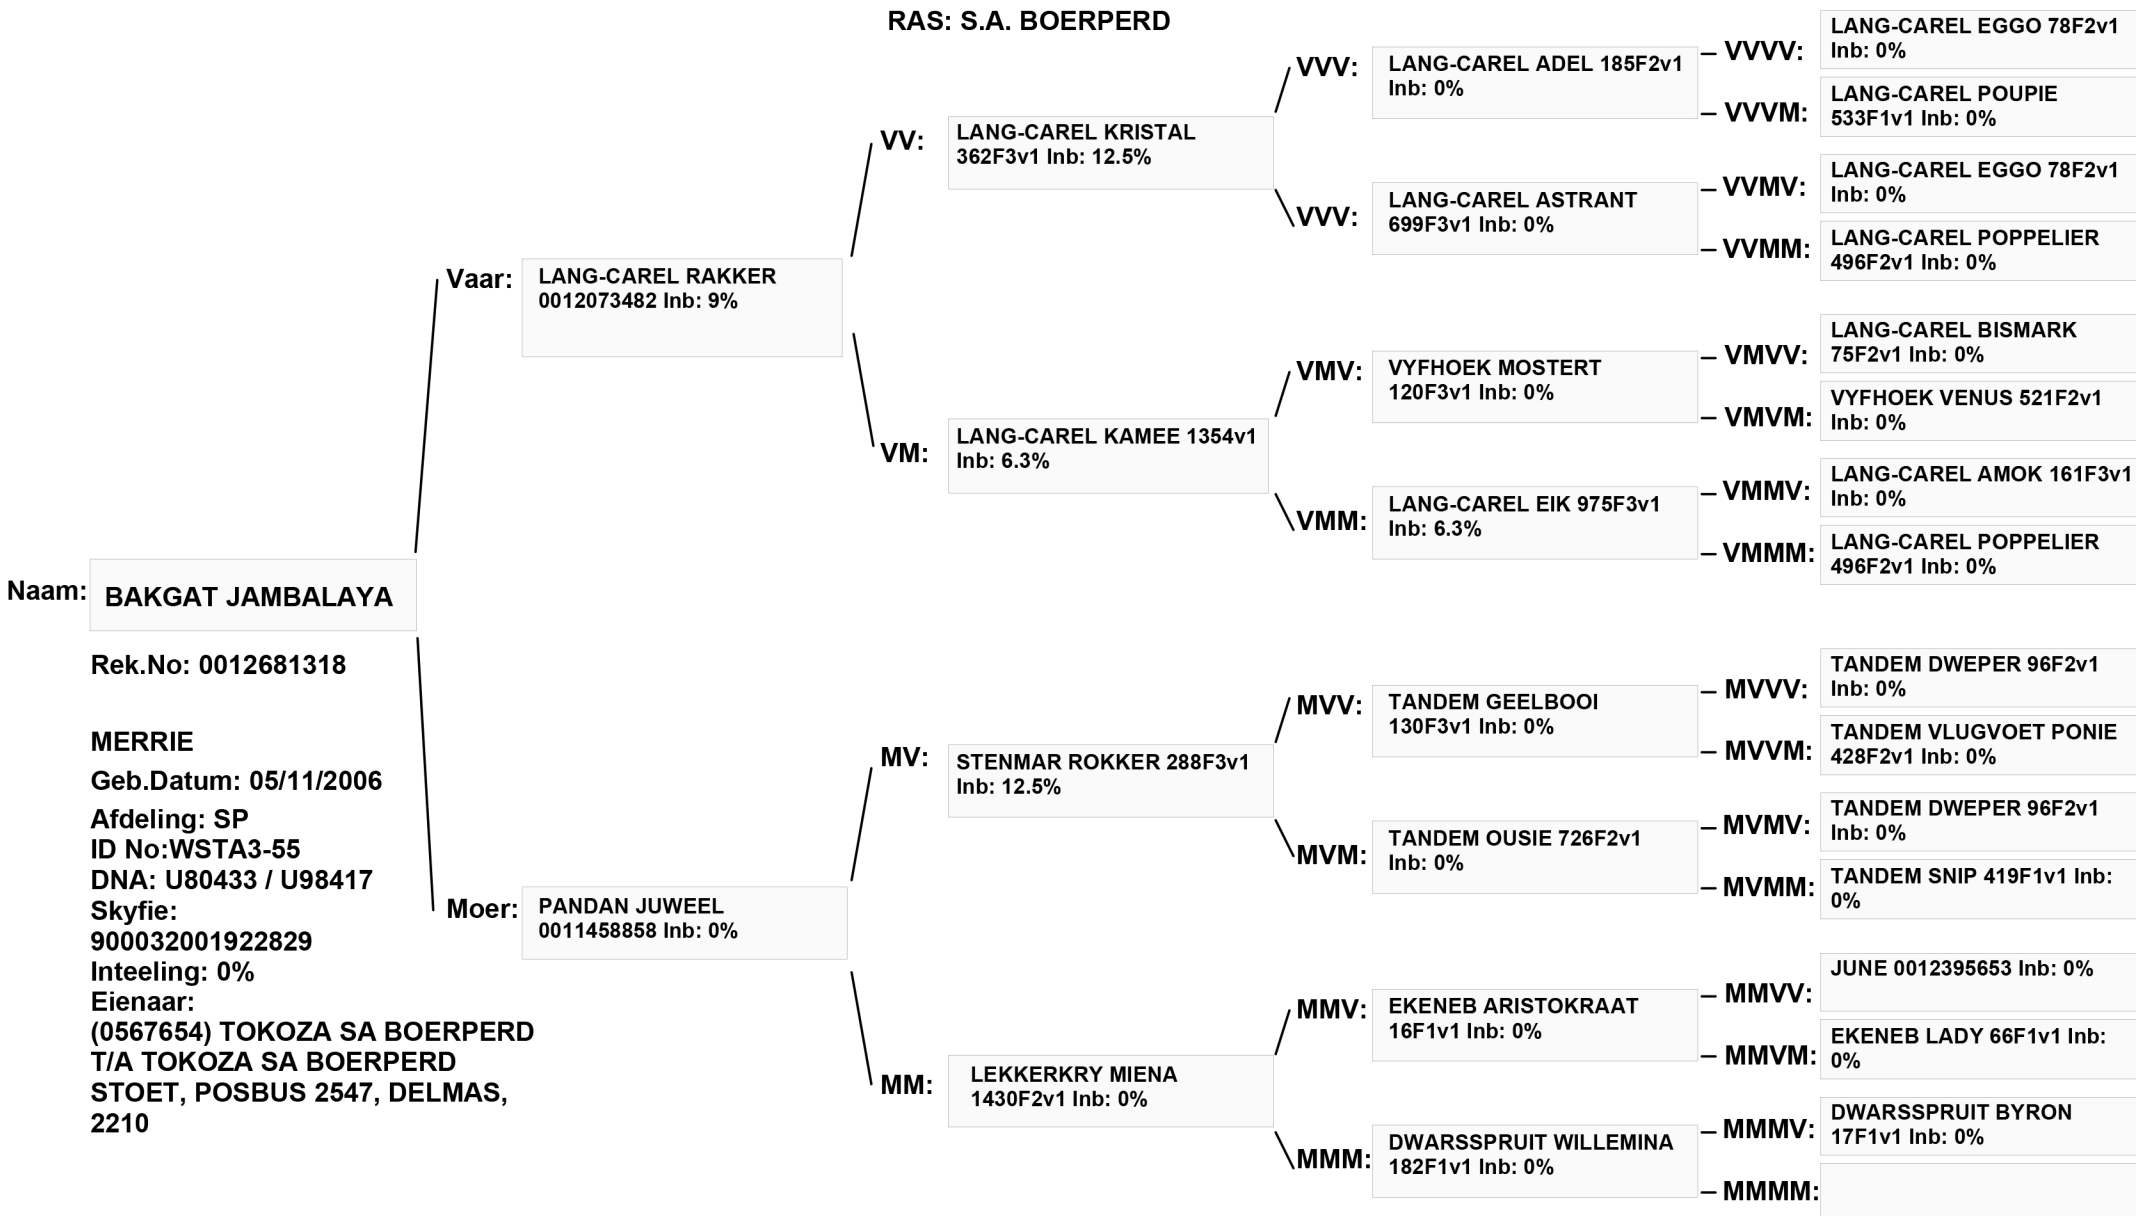 RAS: S.A. BOERPERD
Naam:
BAKGAT JAMBALAYA
Rek.No: 0012681318
MERRIE
Geb.Datum: 05/11/2006
Afdeling: SP
ID No:WSTA3-55
DNA: U80433 / U98417
Skyfie:
900032001922829
Inteeling: 0%
Eienaar:
(0567654) TOKOZA SA BOERPERD
T/A TOKOZA SA BOERPERD
STOET, POSBUS 2547, DELMAS,
2210
Vaar:
LANG-CAREL RAKKER
0012073482 Inb: 9%
Moer:
PANDAN JUWEEL
0011458858 Inb: 0%
VV:
LANG-CAREL KRISTAL
362F3v1 Inb: 12.5%
VM:
LANG-CAREL KAMEE 1354v1
Inb: 6.3%
MV:
STENMAR ROKKER 288F3v1
Inb: 12.5%
MM:
LEKKERKRY MIENA
1430F2v1 Inb: 0%
VVV:
LANG-CAREL ADEL 185F2v1
Inb: 0%
VVV:
LANG-CAREL ASTRANT
699F3v1 Inb: 0%
VMV:
VYFHOEK MOSTERT
120F3v1 Inb: 0%
VMM:
LANG-CAREL EIK 975F3v1
Inb: 6.3%
MVV:
TANDEM GEELBOOI
130F3v1 Inb: 0%
MVM:
TANDEM OUSIE 726F2v1
Inb: 0%
MMV:
EKENEB ARISTOKRAAT
16F1v1 Inb: 0%
MMM:
DWARSSPRUIT WILLEMINA
182F1v1 Inb: 0%
VVVV:
LANG-CAREL EGGO 78F2v1
Inb: 0%
VVVM:
LANG-CAREL POUPIE
533F1v1 Inb: 0%
VVMV:
LANG-CAREL EGGO 78F2v1
Inb: 0%
VVMM:
LANG-CAREL POPPELIER
496F2v1 Inb: 0%
VMVV:
LANG-CAREL BISMARK
75F2v1 Inb: 0%
VMVM:
VYFHOEK VENUS 521F2v1
Inb: 0%
VMMV:
LANG-CAREL AMOK 161F3v1
Inb: 0%
VMMM:
LANG-CAREL POPPELIER
496F2v1 Inb: 0%
MVVV:
TANDEM DWEPER 96F2v1
Inb: 0%
MVVM:
TANDEM VLUGVOET PONIE
428F2v1 Inb: 0%
MVMV:
TANDEM DWEPER 96F2v1
Inb: 0%
MVMM:
TANDEM SNIP 419F1v1 Inb:
0%
MMVV:
JUNE 0012395653 Inb: 0%
MMVM:
EKENEB LADY 66F1v1 Inb:
0%
MMMV:
DWARSSPRUIT BYRON
17F1v1 Inb: 0%
MMMM: